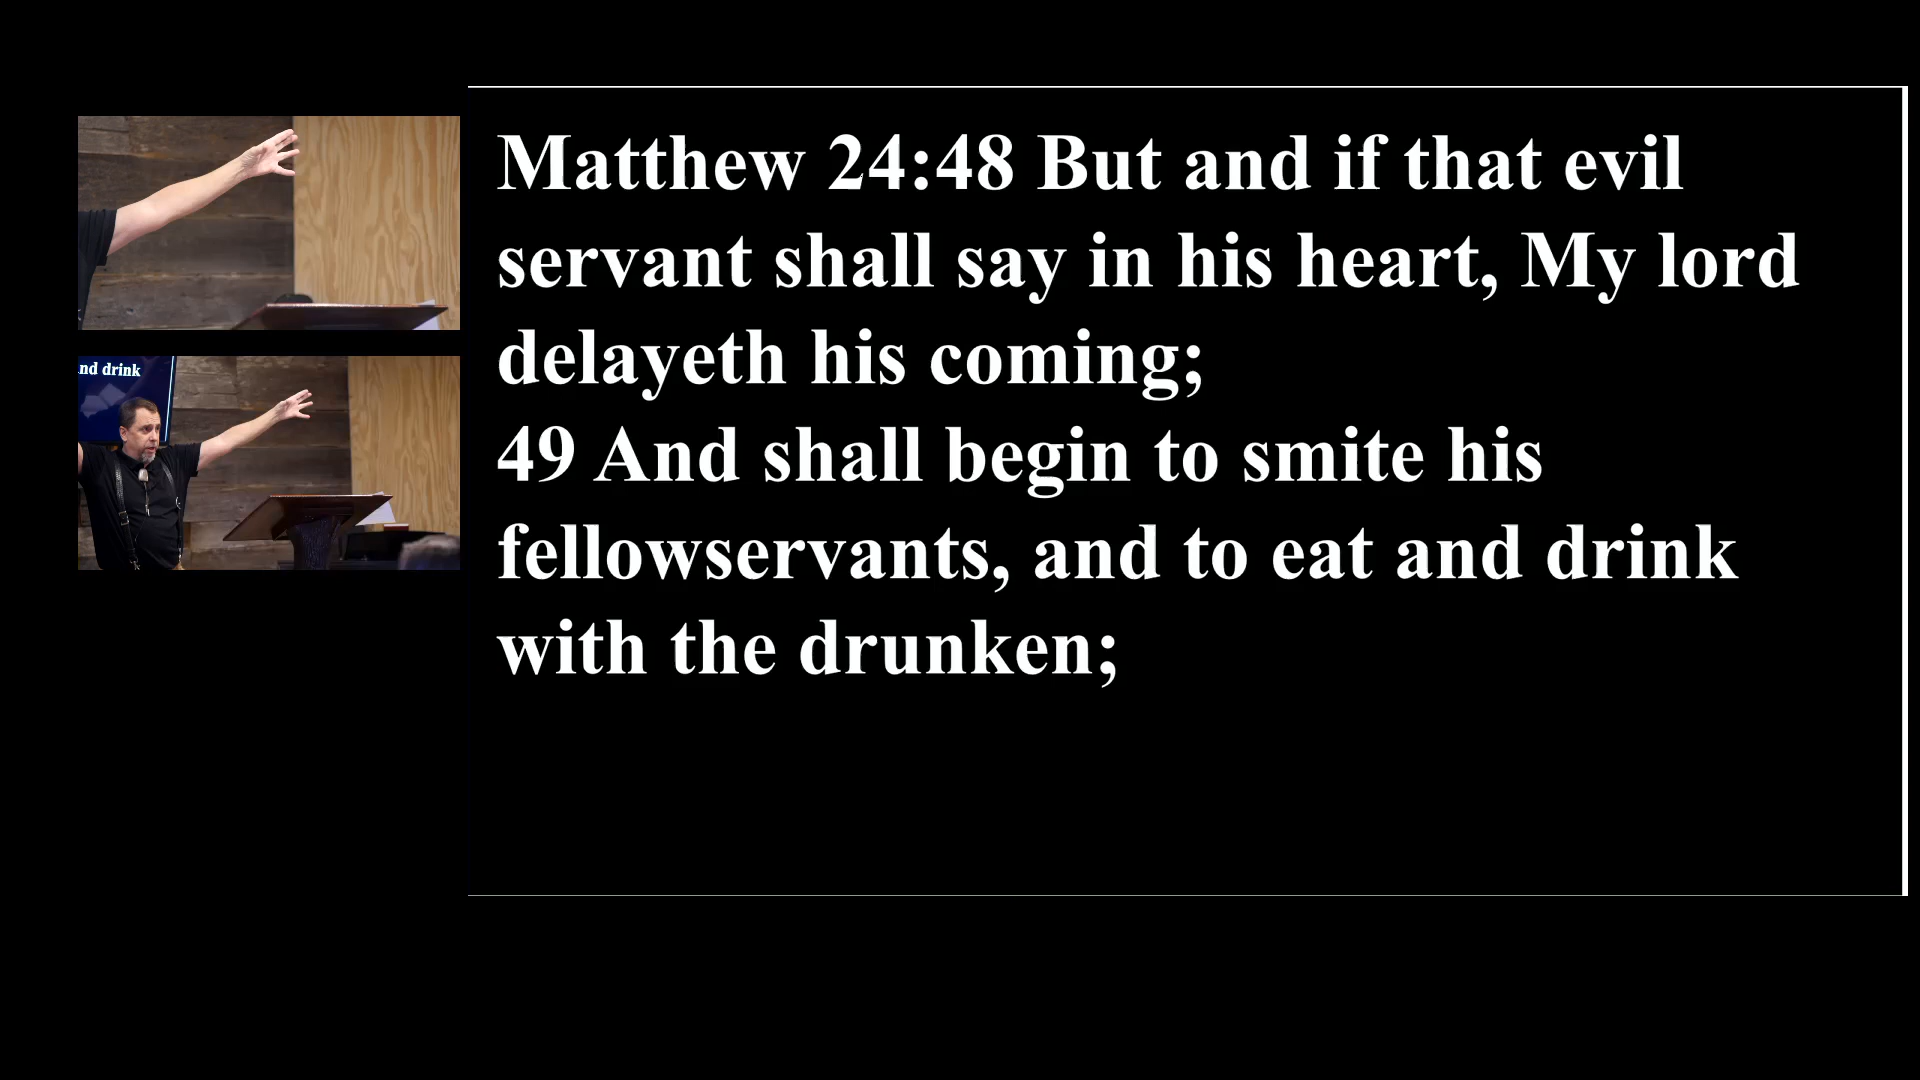 Matthew 24:48 But and if that evil
servant shall say in his heart, My lord
delayeth his coming;
49 And shall begin to smite his
fellowservants, and to eat and drink
with the drunken;
nd drink